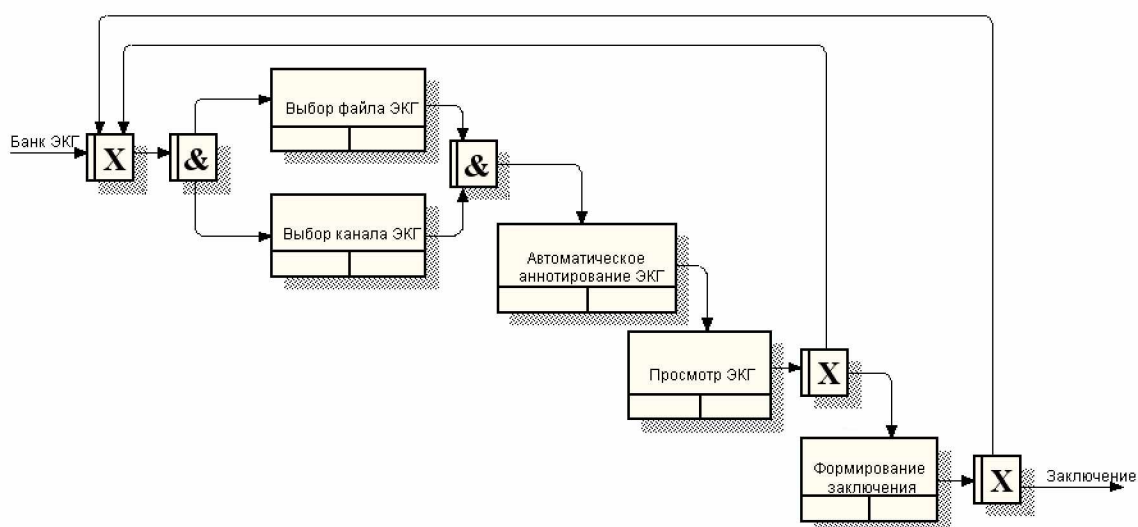 Выбор файла ЭКГ
Банк ЭКГ
X
&
&
Выбор канала ЭКГ
Автоматическое
аннотирование ЭКГ
Просмотр ЭКГ
X
Формирование
заключения
X
Заключение